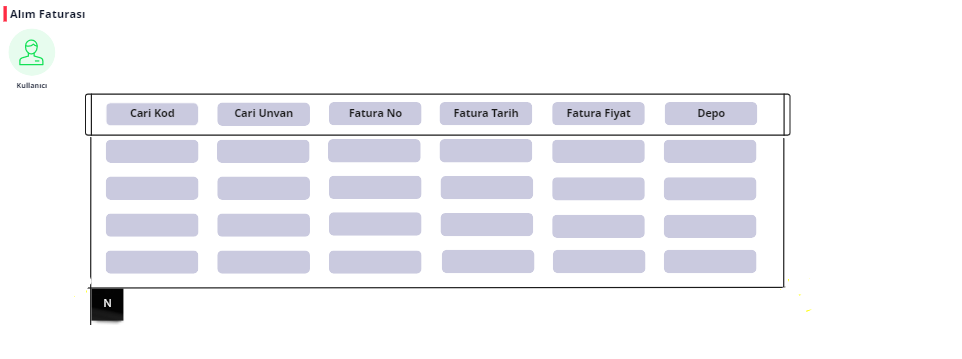 Alım Faturası
Kullanıcı
Cari Kod Cari Unvan Fatura No Fatura Tarih Fatura Fiyat Depo
N